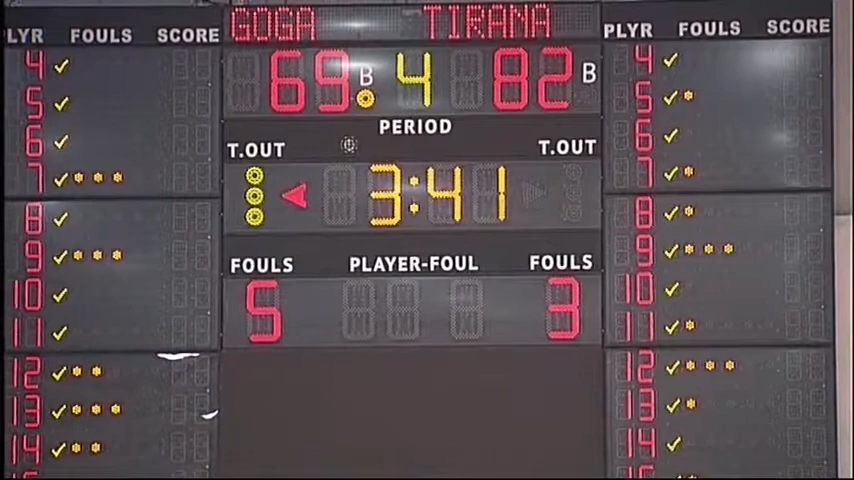 GOGA TIRANA
PLYR FOULS SCORE
PLYR FOULS SCORE
69 B 4 82 B
PERIOD
T.OUT T.OUT
3:41
FOULS PLAYER-FOUL FOULS
5 3
4 4
5 5
6 6
7 7
8 8
9 9
10 10
11 11
12 12
13 13
14 14